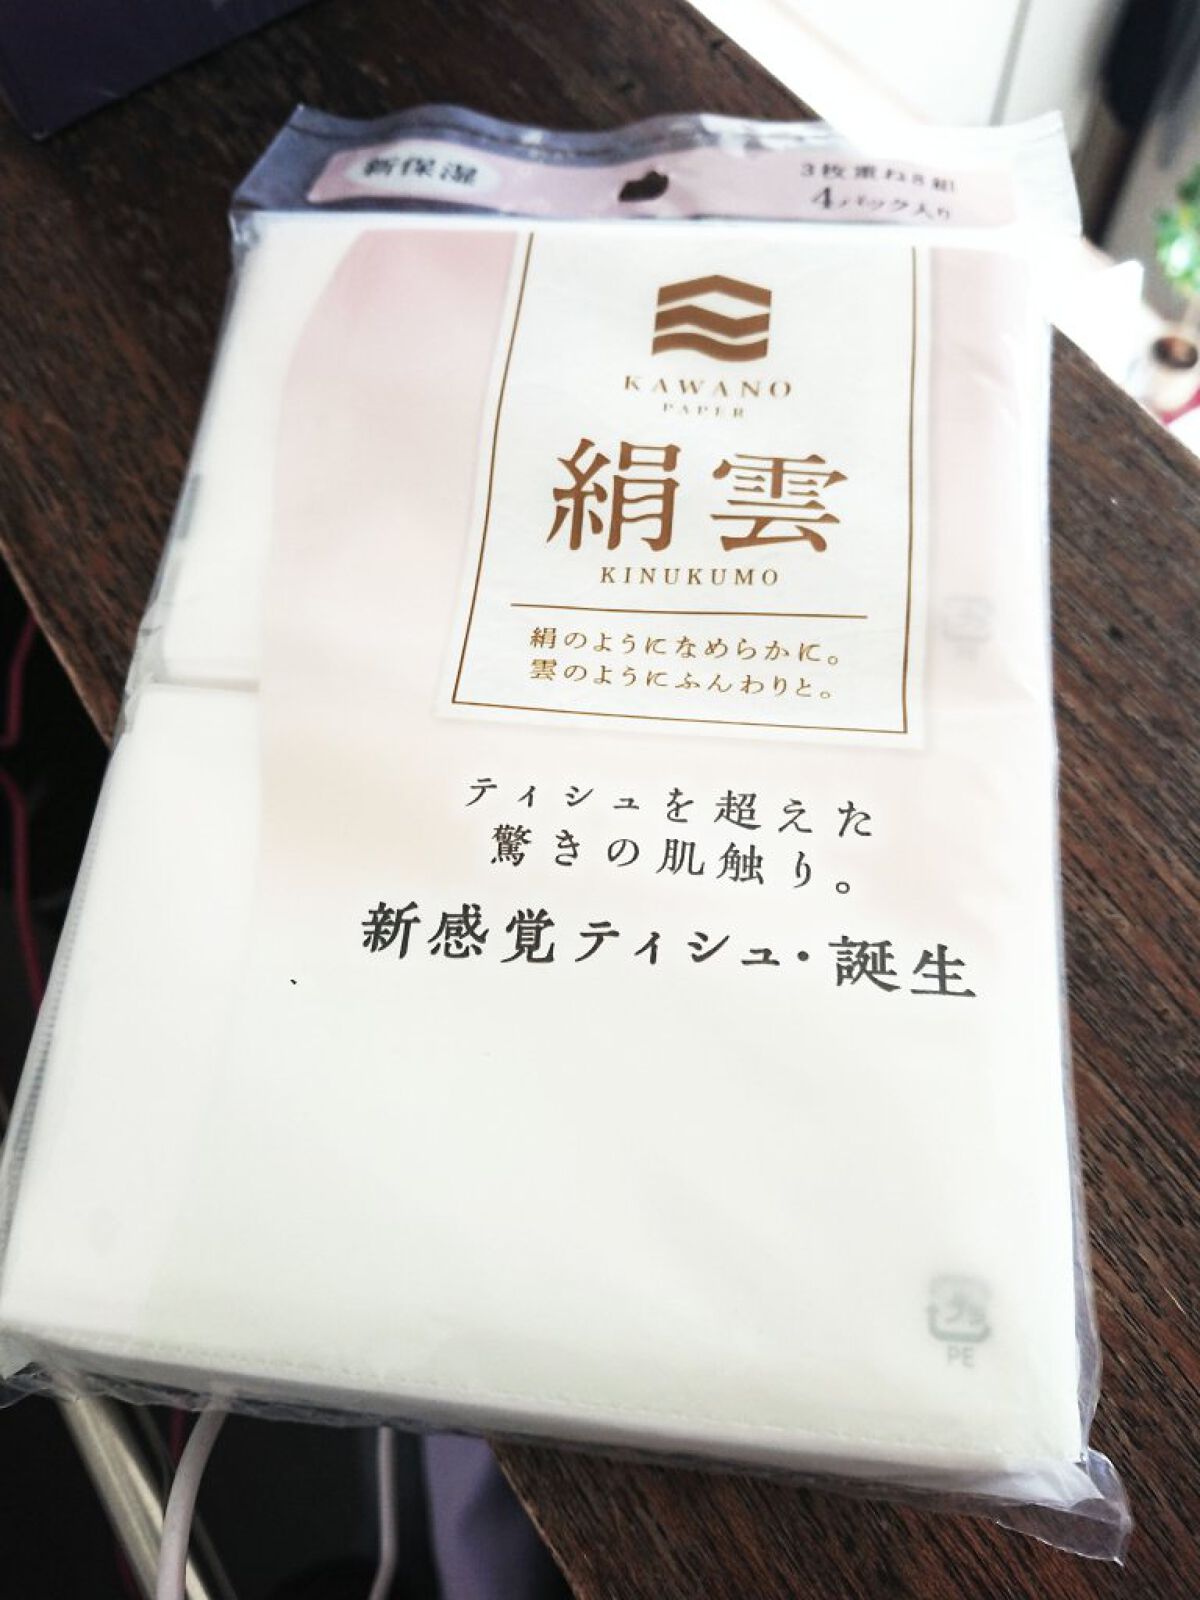 新保湿
3枚重ね8組
4パック入り
KAWANO
PAPER
絹雲
KINUKUMO
絹のようになめらかに。
雲のようにふんわりと。
ティシュを超えた
驚きの肌触り。
新感覚ティシュ・誕生
プラ
PE